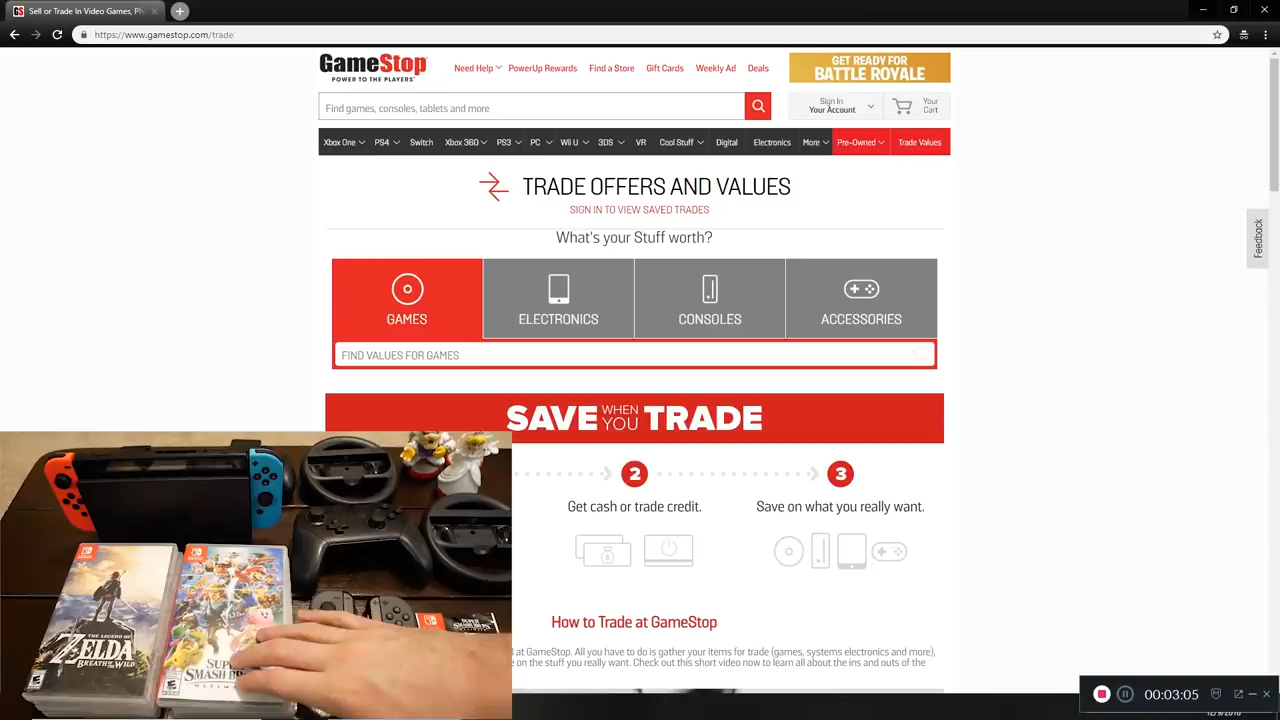 GS Sell or Trade In Video Games, Ph
https://www.gamestop.com/trade
GameStop
POWER TO THE PLAYERS
Need Help PowerUp Rewards Find a Store Gift Cards Weekly Ad Deals
GET READY FOR
BATTLE ROYALE
Find games, consoles, tablets and more
Sign In
Your Account
Your
Cart
Xbox One PS4 Switch Xbox 360 PS3 PC Wii U 3DS VR Cool Stuff Digital Electronics More Pre-Owned Trade Values
TRADE OFFERS AND VALUES
SIGN IN TO VIEW SAVED TRADES
What's your Stuff worth?
GAMES ELECTRONICS CONSOLES ACCESSORIES
FIND VALUES FOR GAMES
Feedback
SAVE WHEN YOU TRADE
2 3
Get cash or trade credit. Save on what you really want.
How to Trade at GameStop
at GameStop. All you have to do is gather your items for trade (games, systems electronics and more),
on the stuff you really want. Check out this short video now to learn all about the ins and outs of the
THE LEGEND OF
ZELDA
BREATH OF THE WILD
SUPER
SMASH BR
00:03:05